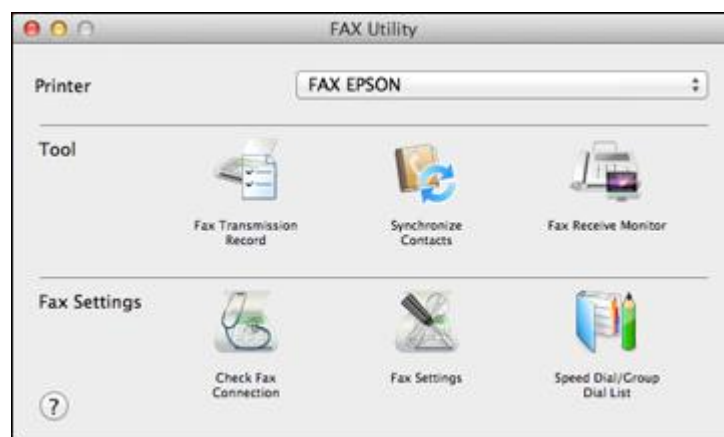 FAX Utility
Printer
FAX EPSON
Tool
Fax Transmission
Record
Synchronize
Contacts
Fax Receive Monitor
Fax Settings
Check Fax
Connection
Fax Settings
Speed Dial/Group
Dial List
?